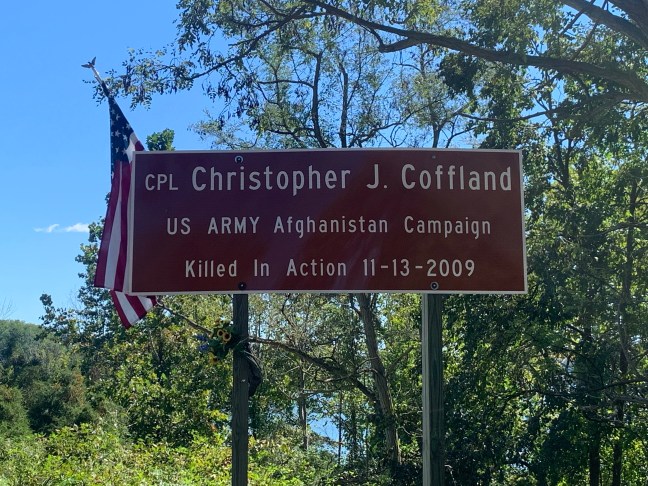 CPL Christopher J. Coffland
US ARMY Afghanistan Campaign
Killed In Action 11-13-2009